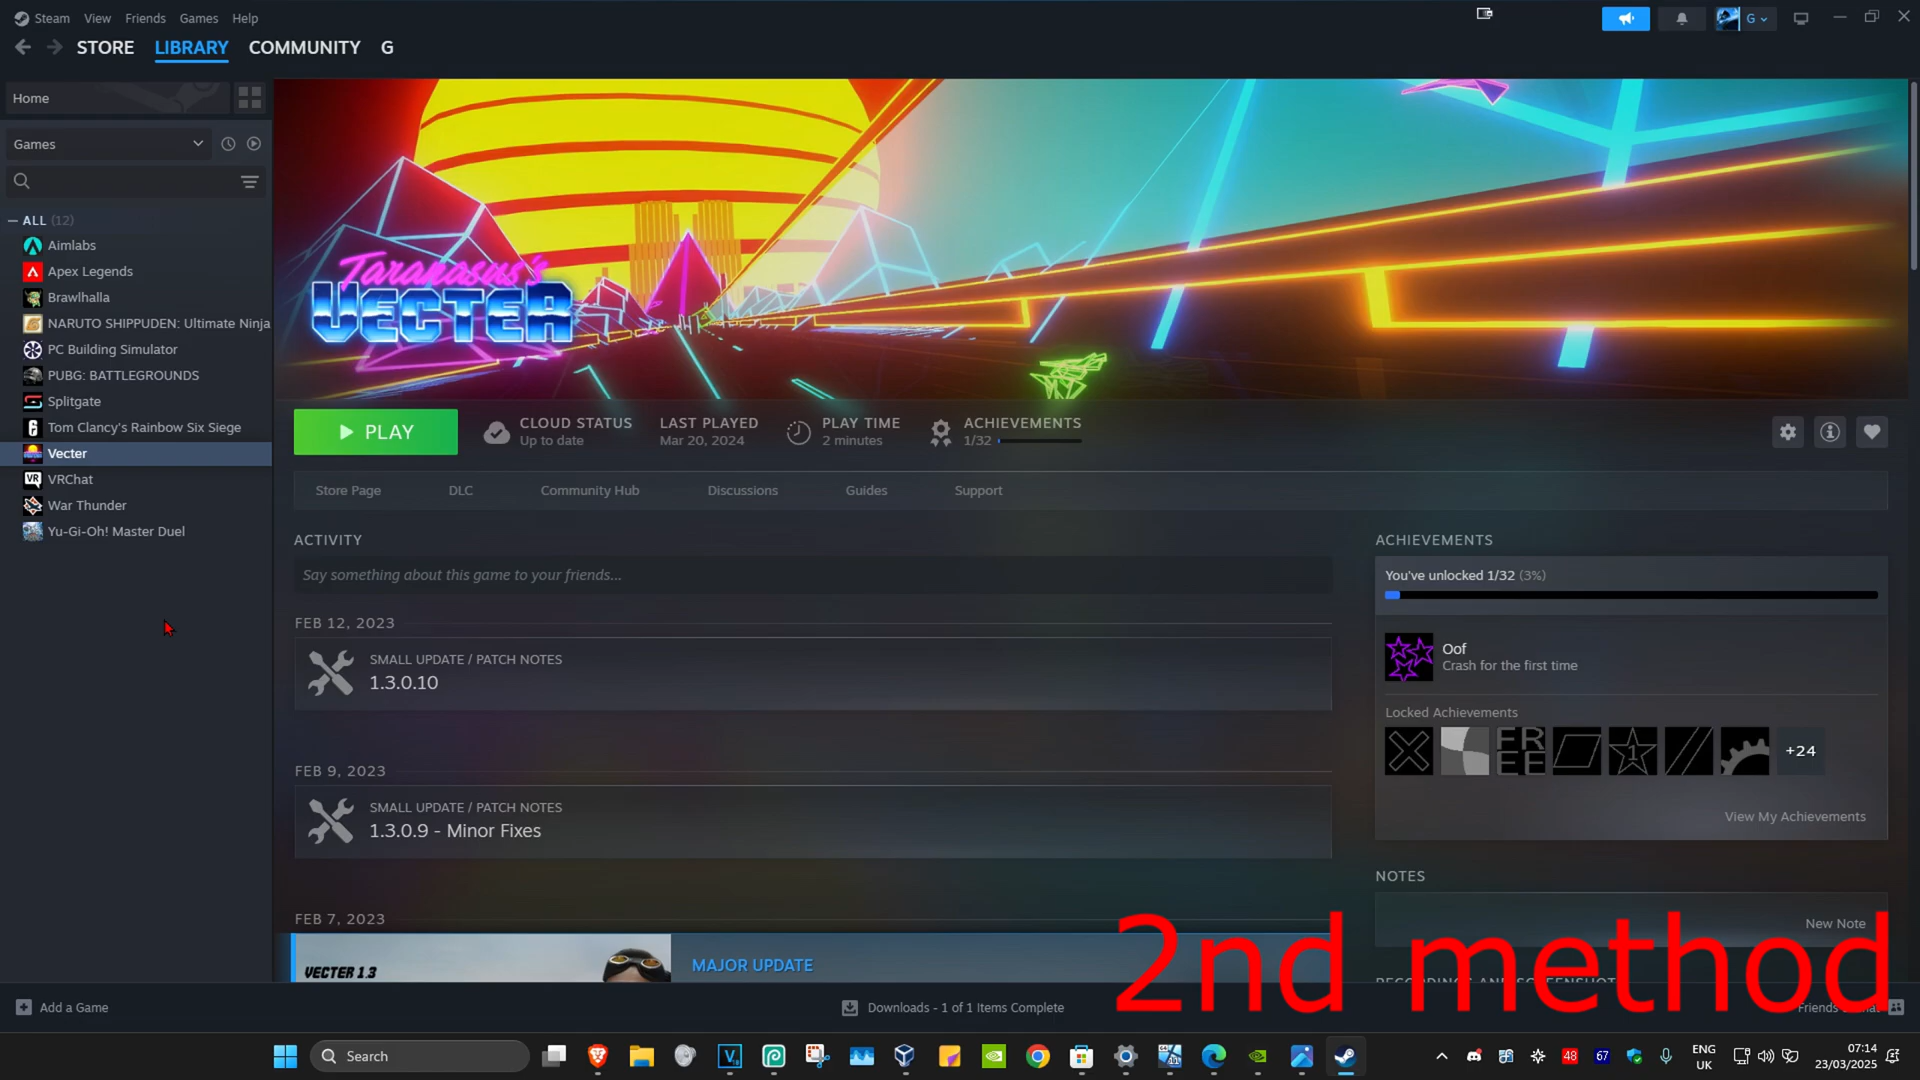 Steam View Friends Games Help
G
STORE LIBRARY COMMUNITY G
Home
Games
ALL (12)
Aimlabs
Apex Legends
Brawlhalla
NARUTO SHIPPUDEN: Ultimate Ninja
PC Building Simulator
PUBG: BATTLEGROUNDS
Splitgate
Tom Clancy's Rainbow Six Siege
Vecter
VRChat
War Thunder
Yu-Gi-Oh! Master Duel
Taranasus's
VECTER
PLAY
CLOUD STATUS
Up to date
LAST PLAYED
Mar 20, 2024
PLAY TIME
2 minutes
ACHIEVEMENTS
1/32
Store Page DLC Community Hub Discussions Guides Support
ACTIVITY
Say something about this game to your friends...
FEB 12, 2023
SMALL UPDATE / PATCH NOTES
1.3.0.10
FEB 9, 2023
SMALL UPDATE / PATCH NOTES
1.3.0.9 - Minor Fixes
FEB 7, 2023
VECTER 1.3
MAJOR UPDATE
ACHIEVEMENTS
You've unlocked 1/32 (3%)
Oof
Crash for the first time
Locked Achievements
FREE
1
+24
View My Achievements
NOTES
New Note
2nd method
Add a Game
Downloads - 1 of 1 Items Complete
Search
48 67
ENG
UK
07:14
23/03/2025